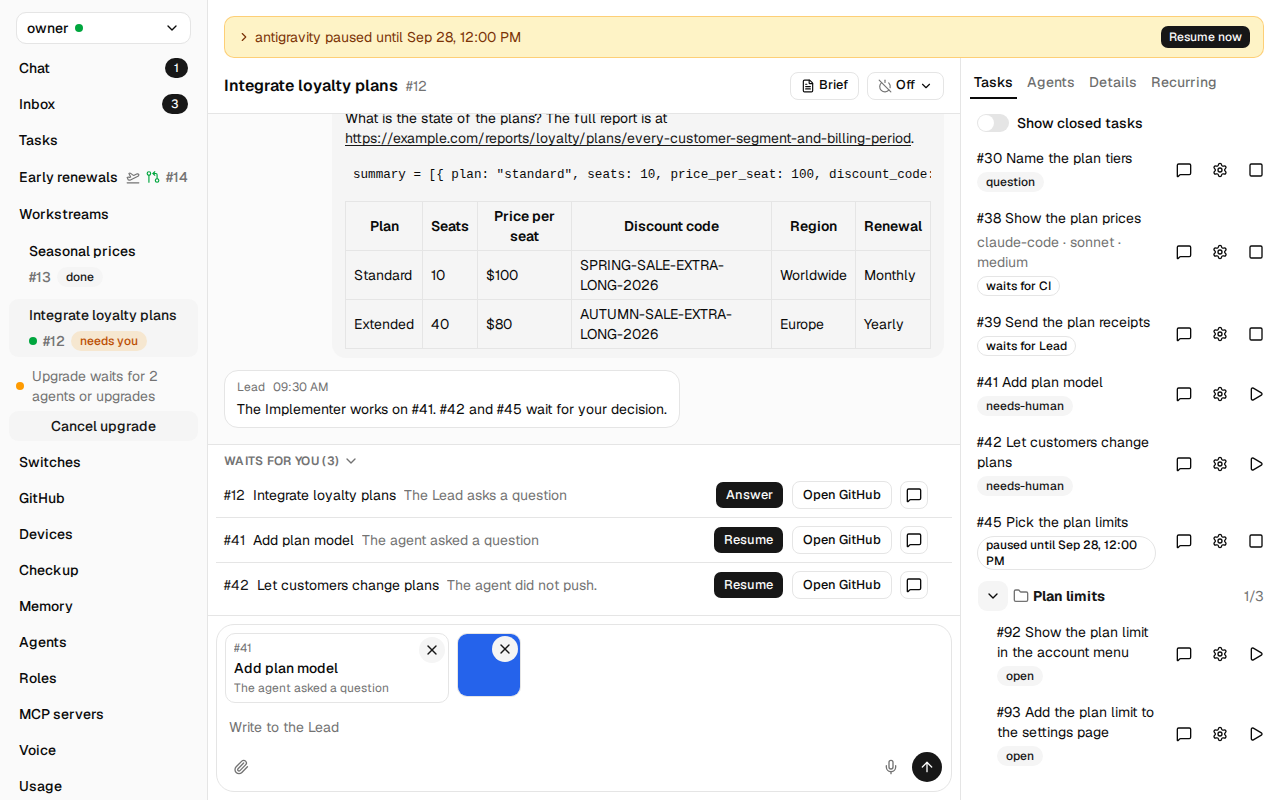 owner
Chat 1
Inbox 3
Tasks
Early renewals #14
Workstreams
Seasonal prices
#13 done
Integrate loyalty plans
#12 needs you
Upgrade waits for 2
agents or upgrades
Cancel upgrade
Switches
GitHub
Devices
Checkup
Memory
Agents
Roles
MCP servers
Voice
Usage
antigravity paused until Sep 28, 12:00 PM
Resume now
Integrate loyalty plans #12
Brief
Off
What is the state of the plans? The full report is at
https://example.com/reports/loyalty/plans/every-customer-segment-and-billing-period.
summary = [{ plan: "standard", seats: 10, price_per_seat: 100, discount_code:
Plan Seats Price per seat Discount code Region Renewal
Standard 10 $100 SPRING-SALE-EXTRA-LONG-2026 Worldwide Monthly
Extended 40 $80 AUTUMN-SALE-EXTRA-LONG-2026 Europe Yearly
Lead 09:30 AM
The Implementer works on #41. #42 and #45 wait for your decision.
WAITS FOR YOU (3)
#12 Integrate loyalty plans The Lead asks a question Answer Open GitHub
#41 Add plan model The agent asked a question Resume Open GitHub
#42 Let customers change plans The agent did not push. Resume Open GitHub
#41
Add plan model
The agent asked a question
Write to the Lead
Tasks Agents Details Recurring
Show closed tasks
#30 Name the plan tiers
question
#38 Show the plan prices
claude-code · sonnet ·
medium
waits for CI
#39 Send the plan receipts
waits for Lead
#41 Add plan model
needs-human
#42 Let customers change
plans
needs-human
#45 Pick the plan limits
paused until Sep 28, 12:00
PM
Plan limits 1/3
#92 Show the plan limit
in the account menu
open
#93 Add the plan limit to
the settings page
open